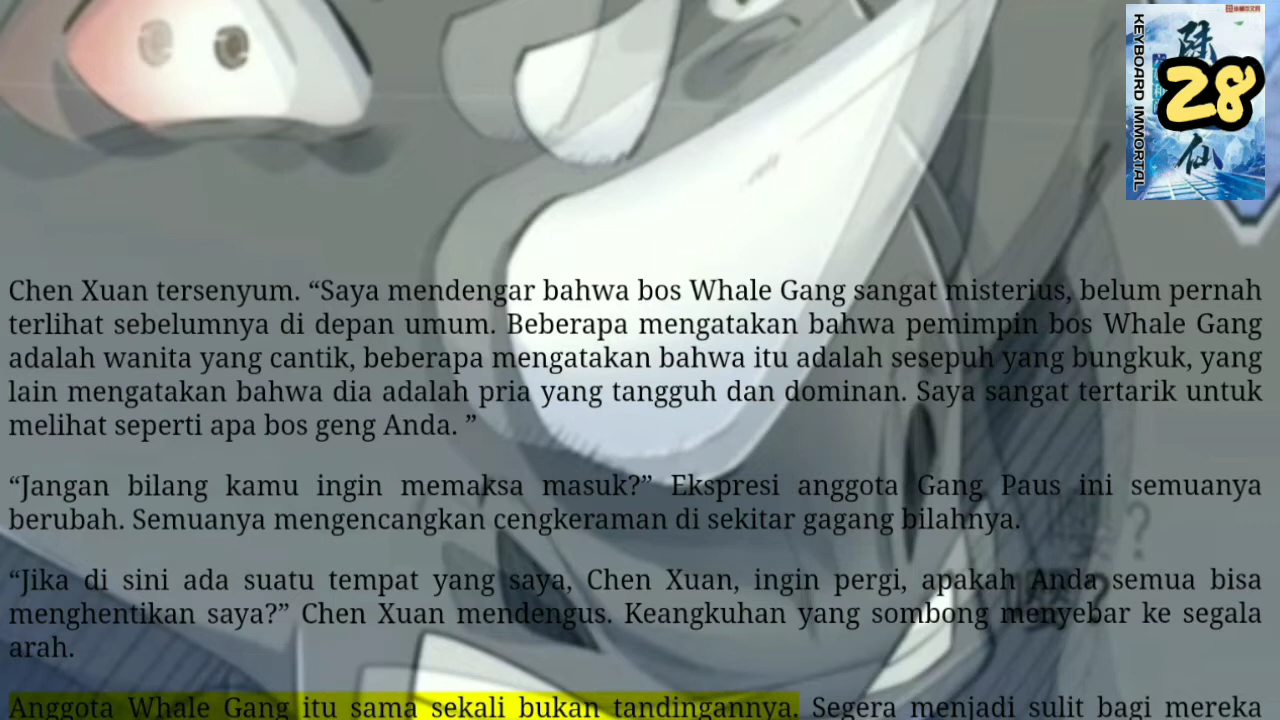 KEYBOARD IMMORTAL
28
仙
Chen Xuan tersenyum. “Saya mendengar bahwa bos Whale Gang sangat misterius, belum pernah
terlihat sebelumnya di depan umum. Beberapa mengatakan bahwa pemimpin bos Whale Gang
adalah wanita yang cantik, beberapa mengatakan bahwa itu adalah sesepuh yang bungkuk, yang
lain mengatakan bahwa dia adalah pria yang tangguh dan dominan. Saya sangat tertarik untuk
melihat seperti apa bos geng Anda. ”
“Jangan bilang kamu ingin memaksa masuk?” Ekspresi anggota Gang Paus ini semuanya
berubah. Semuanya mengencangkan cengkeraman di sekitar gagang bilahnya.
“Jika di sini ada suatu tempat yang saya, Chen Xuan, ingin pergi, apakah Anda semua bisa
menghentikan saya?” Chen Xuan mendengus. Keangkuhan yang sombong menyebar ke segala
arah.
Anggota Whale Gang itu sama sekali bukan tandingannya. Segera menjadi sulit bagi mereka